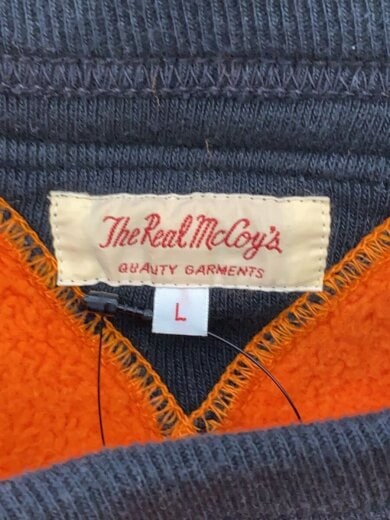 The Real McCoy's
QUALITY GARMENTS
L